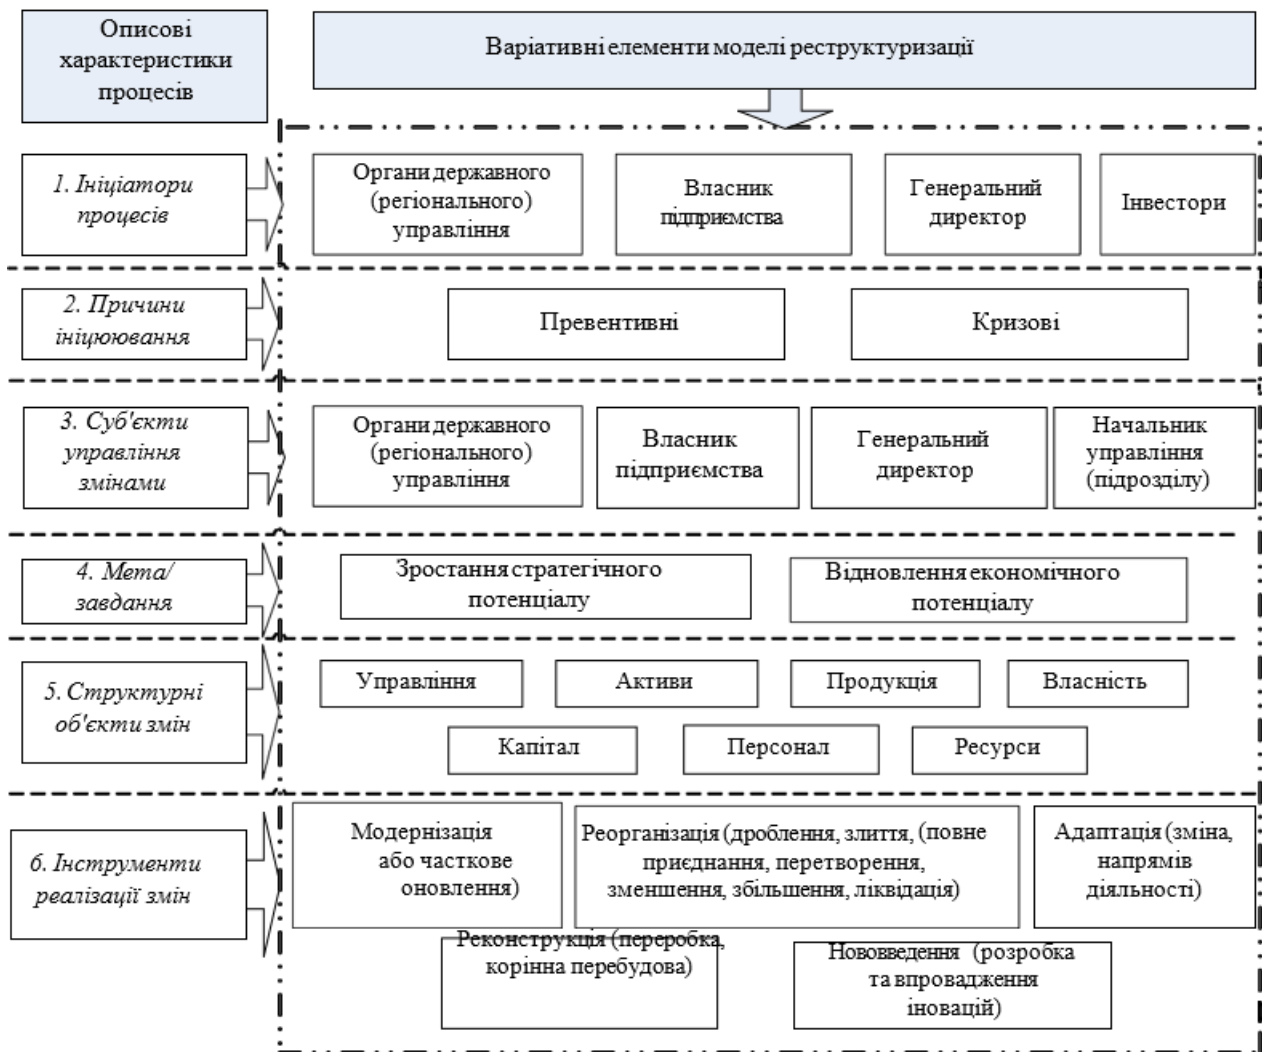 Описові
характеристики
процесів
Варіативні елементи моделі реструктуризації
1. Ініціатори
процесів
Органи державного
(регіонального)
управління
Власник
підприємства
Генеральний
директор
Інвестори
2. Причини
ініцюювання
Превентивні
Кризові
3. Суб'єкти
управління
змінами
Органи державного
(регіонального)
управління
Власник
підприємства
Генеральний
директор
Начальник
управління
(підрозділу)
4. Мета/
завдання
Зростання стратегічного
потенціалу
Відновлення економічного
потенціалу
5. Структурні
об'єкти змін
Управління
Активи
Продукція
Власність
Капітал
Персонал
Ресурси
6. Інструменти
реалізації змін
Модернізація
або часткове
оновлення)
Реорганізація (дроблення, злиття, (повне
приєднання, перетворення,
зменшення, збільшення, ліквідація)
Адаптація (зміна,
напрямів
діяльності)
Реконструкція (переробка,
корінна перебудова)
Нововведення (розробка
та впровадження
іновацій)